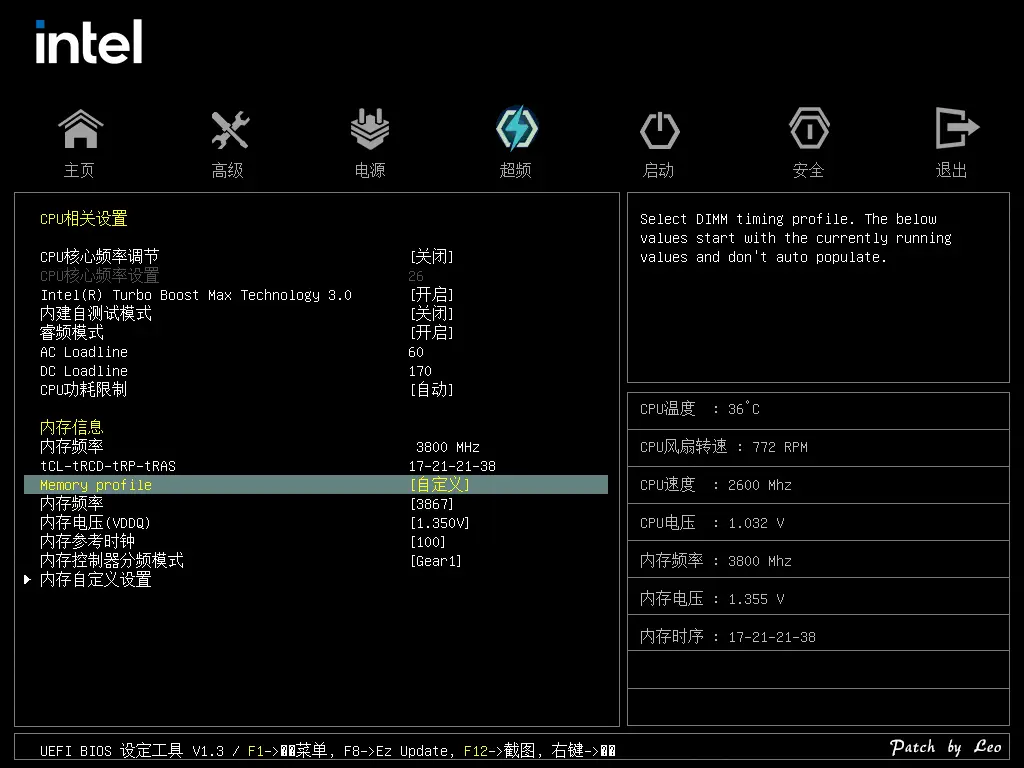 intel
主页 高级 电源 超频 启动 安全 退出
CPU相关设置
CPU核心频率调节 [关闭]
CPU核心频率设置 26
Intel(R) Turbo Boost Max Technology 3.0 [开启]
内建自测试模式 [关闭]
睿频模式 [开启]
AC Loadline 60
DC Loadline 170
CPU功耗限制 [自动]
内存信息
内存频率 3800 MHz
tCL-tRCD-tRP-tRAS 17-21-21-38
Memory profile [自定义]
内存频率 [3867]
内存电压(VDDQ) [1.350V]
内存参考时钟 [100]
内存控制器分频模式 [Gear1]
内存自定义设置
Select DIMM timing profile. The below
values start with the currently running
values and don't auto populate.
CPU温度 : 36°C
CPU风扇转速 : 772 RPM
CPU速度 : 2600 Mhz
CPU电压 : 1.032 V
内存频率 : 3800 Mhz
内存电压 : 1.355 V
内存时序 : 17-21-21-38
UEFI BIOS 设定工具 V1.3 / F1->菜单, F8->Ez Update, F12->截图, 右键->
Patch by Leo